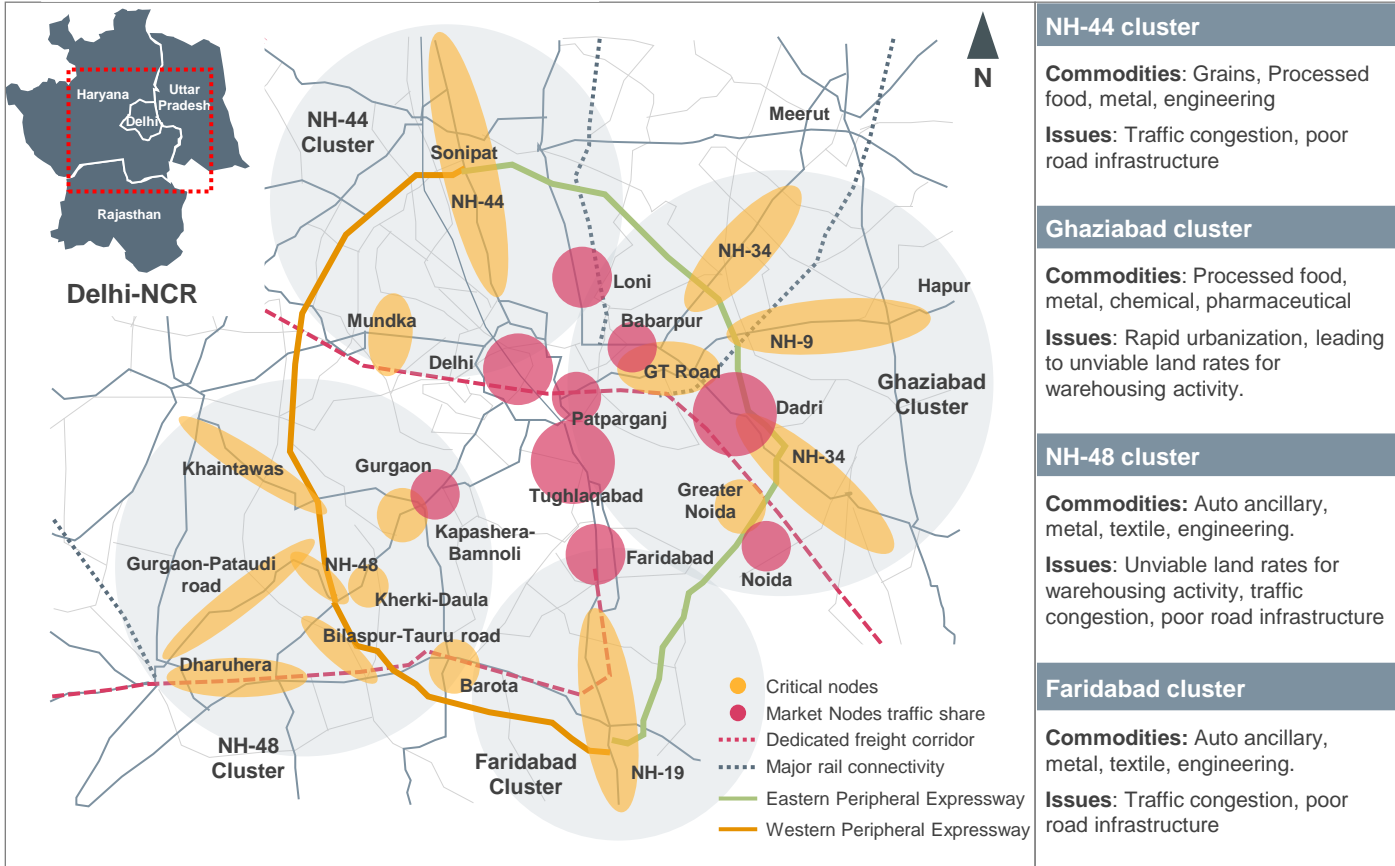 Haryana
Uttar
Pradesh
Delhi
Rajasthan
Delhi-NCR
N
NH-44
Cluster
Sonipat
NH-44
Meerut
NH-34
Loni
Hapur
Mundka
Babarpur
NH-9
Delhi
GT Road
Ghaziabad
Cluster
Patparganj
Dadri
Khaintawas
Gurgaon
NH-34
Tughlaqabad
Greater
Noida
Kapashera-
Bamnoli
Faridabad
Noida
Gurgaon-Pataudi
road
NH-48
Kherki-Daula
Bilaspur-Tauru road
Dharuhera
Barota
NH-48
Cluster
Faridabad
Cluster
NH-19
Critical nodes
Market Nodes traffic share
Dedicated freight corridor
Major rail connectivity
Eastern Peripheral Expressway
Western Peripheral Expressway
NH-44 cluster
Commodities: Grains, Processed
food, metal, engineering
Issues: Traffic congestion, poor
road infrastructure
Ghaziabad cluster
Commodities: Processed food,
metal, chemical, pharmaceutical
Issues: Rapid urbanization, leading
to unviable land rates for
warehousing activity.
NH-48 cluster
Commodities: Auto ancillary,
metal, textile, engineering.
Issues: Unviable land rates for
warehousing activity, traffic
congestion, poor road infrastructure
Faridabad cluster
Commodities: Auto ancillary,
metal, textile, engineering.
Issues: Traffic congestion, poor
road infrastructure